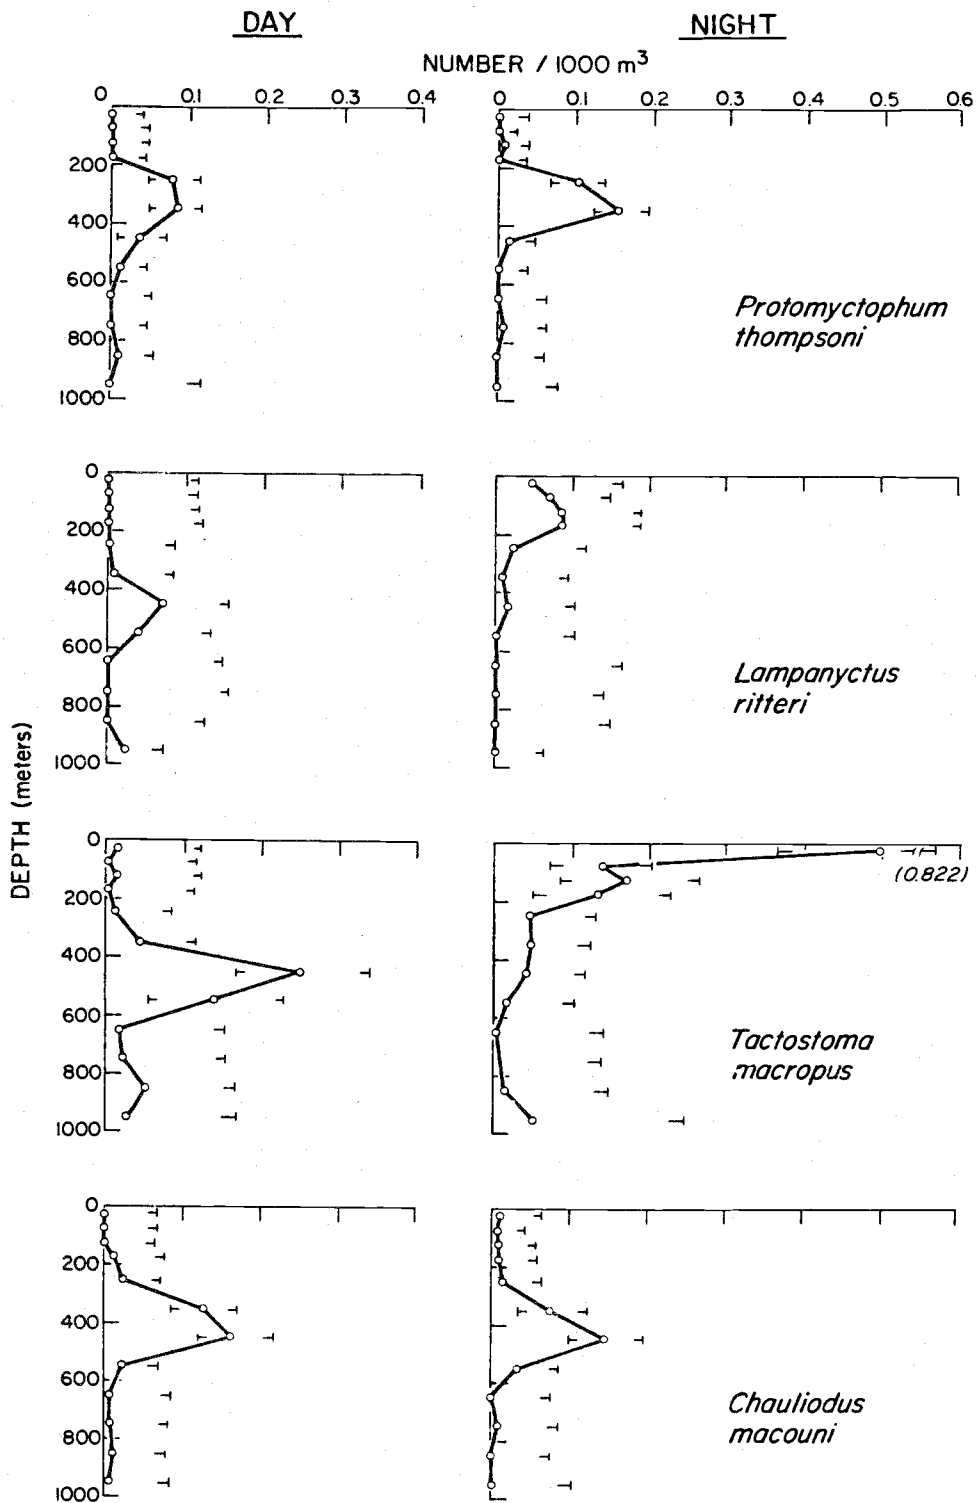 DAY
NIGHT
NUMBER / 1000 m³
0 0.1 0.2 0.3 0.4
0 0.1 0.2 0.3 0.4 0.5 0.6
200
400
600
800
1000
Protomyctophum
thompsoni
0
200
400
600
800
1000
Lampanyctus
ritteri
DEPTH (meters)
0
200
400
600
800
1000
(0.822)
Tactostoma
macropus
0
200
400
600
800
1000
Chauliodus
macouni